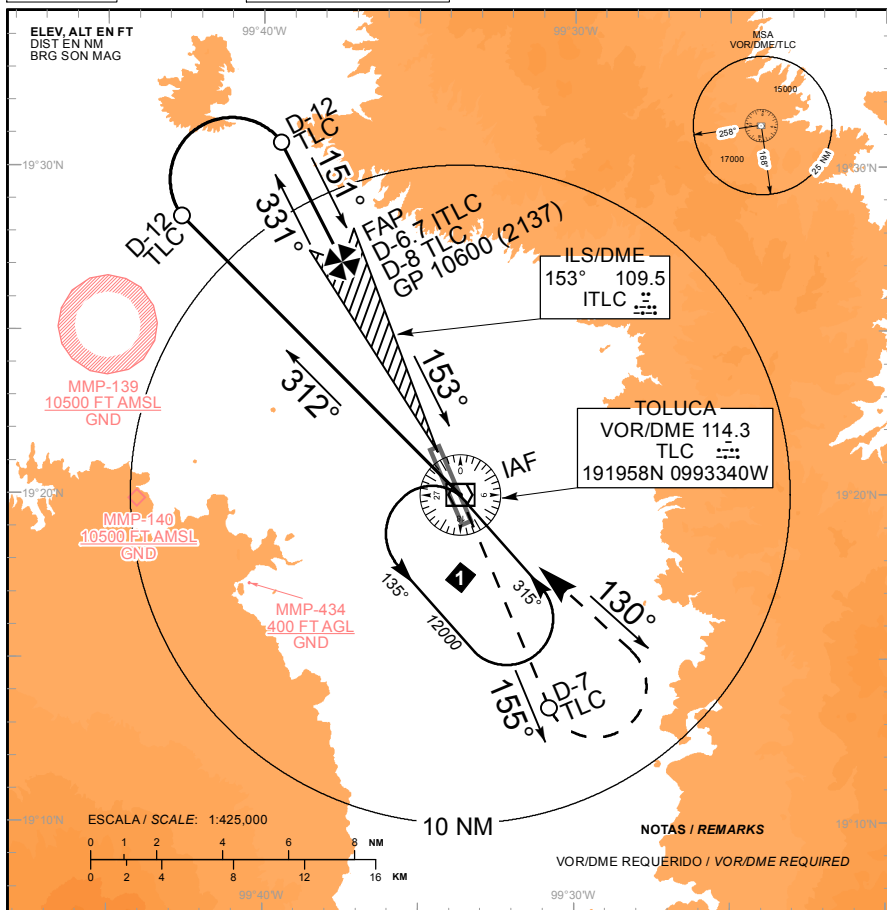 ELEV, ALT EN FT
DIST EN NM
BRG SON MAG
99°40'W
99°30'W
MSA
VOR/DME/TLC
15000
258°
168°
17000
25 NM
19°30'N
19°30'N
D-12
TLC
151°
331°
D-12
TLC
FAP
D-6.7 ITLC
D-8 TLC
GP 10600 (2137)
ILS/DME
153° 109.5
ITLC
MMP-139
10500 FT AMSL
GND
312°
153°
TOLUCA
VOR/DME 114.3
TLC
191958N 0993340W
IAF
0
9
27
19°20'N
19°20'N
MMP-140
10500 FT AMSL
GND
1
135°
315°
12000
130°
MMP-434
400 FT AGL
GND
155°
D-7
TLC
19°10'N
19°10'N
10 NM
ESCALA / SCALE: 1:425,000
0 1 2 4 6 8 NM
0 2 4 8 12 16 KM
NOTAS / REMARKS
VOR/DME REQUERIDO / VOR/DME REQUIRED
99°40'W
99°30'W